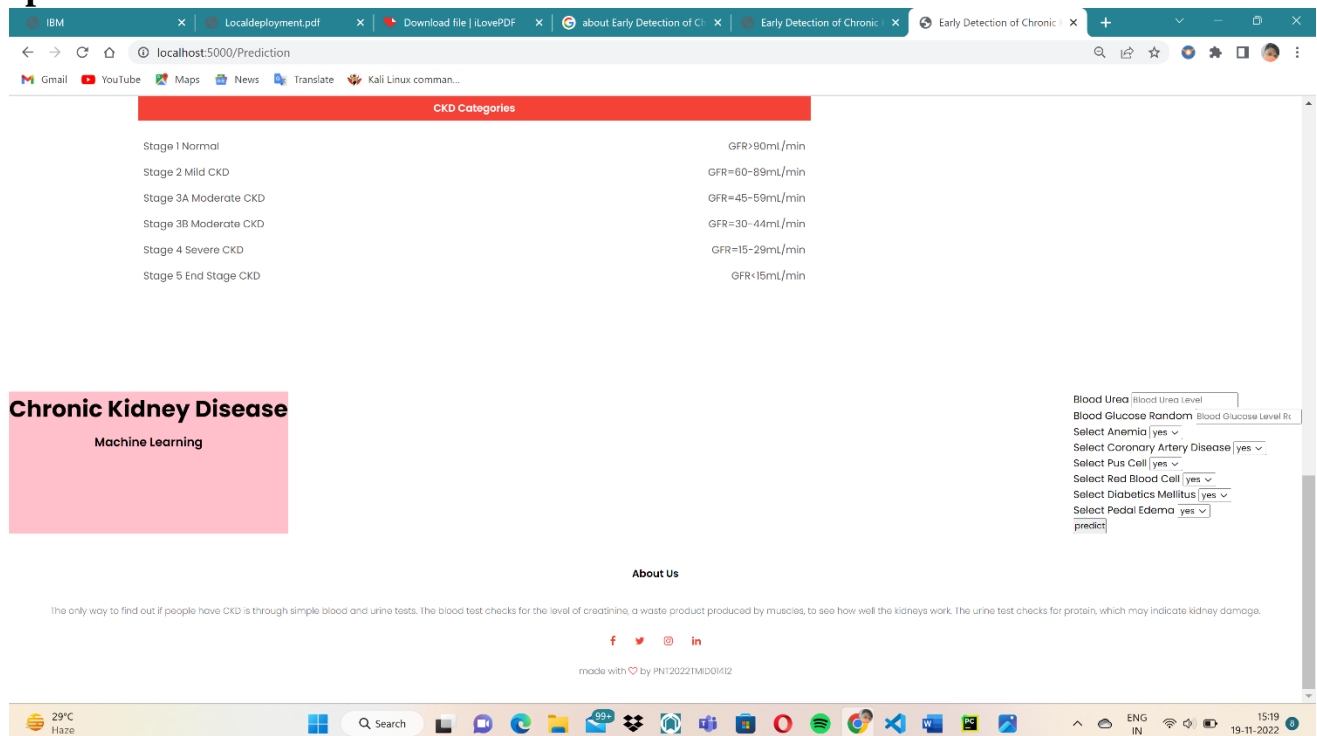 IBM
Localdeployment.pdf
Download file | iLovePDF
about Early Detection of Ch
Early Detection of Chronic
Early Detection of Chronic
localhost:5000/Prediction
Gmail YouTube Maps News Translate Kali Linux comman...
CKD Categories
Stage 1 Normal GFR>90mL/min
Stage 2 Mild CKD GFR=60-89mL/min
Stage 3A Moderate CKD GFR=45-59mL/min
Stage 3B Moderate CKD GFR=30-44mL/min
Stage 4 Severe CKD GFR=15-29mL/min
Stage 5 End Stage CKD GFR<15mL/min
Chronic Kidney Disease
Machine Learning
Blood Urea Blood Urea Level
Blood Glucose Random Blood Glucose Level Rc
Select Anemia yes
Select Coronary Artery Disease yes
Select Pus Cell yes
Select Red Blood Cell yes
Select Diabetics Mellitus yes
Select Pedal Edema yes
predict
About Us
The only way to find out if people have CKD is through simple blood and urine tests. The blood test checks for the level of creatinine, a waste product produced by muscles, to see how well the kidneys work. The urine test checks for protein, which may indicate kidney damage.
made with by PNT2022TMID01412
29°C
Haze
Search
99+
PC
ENG
IN
15:19
19-11-2022
8